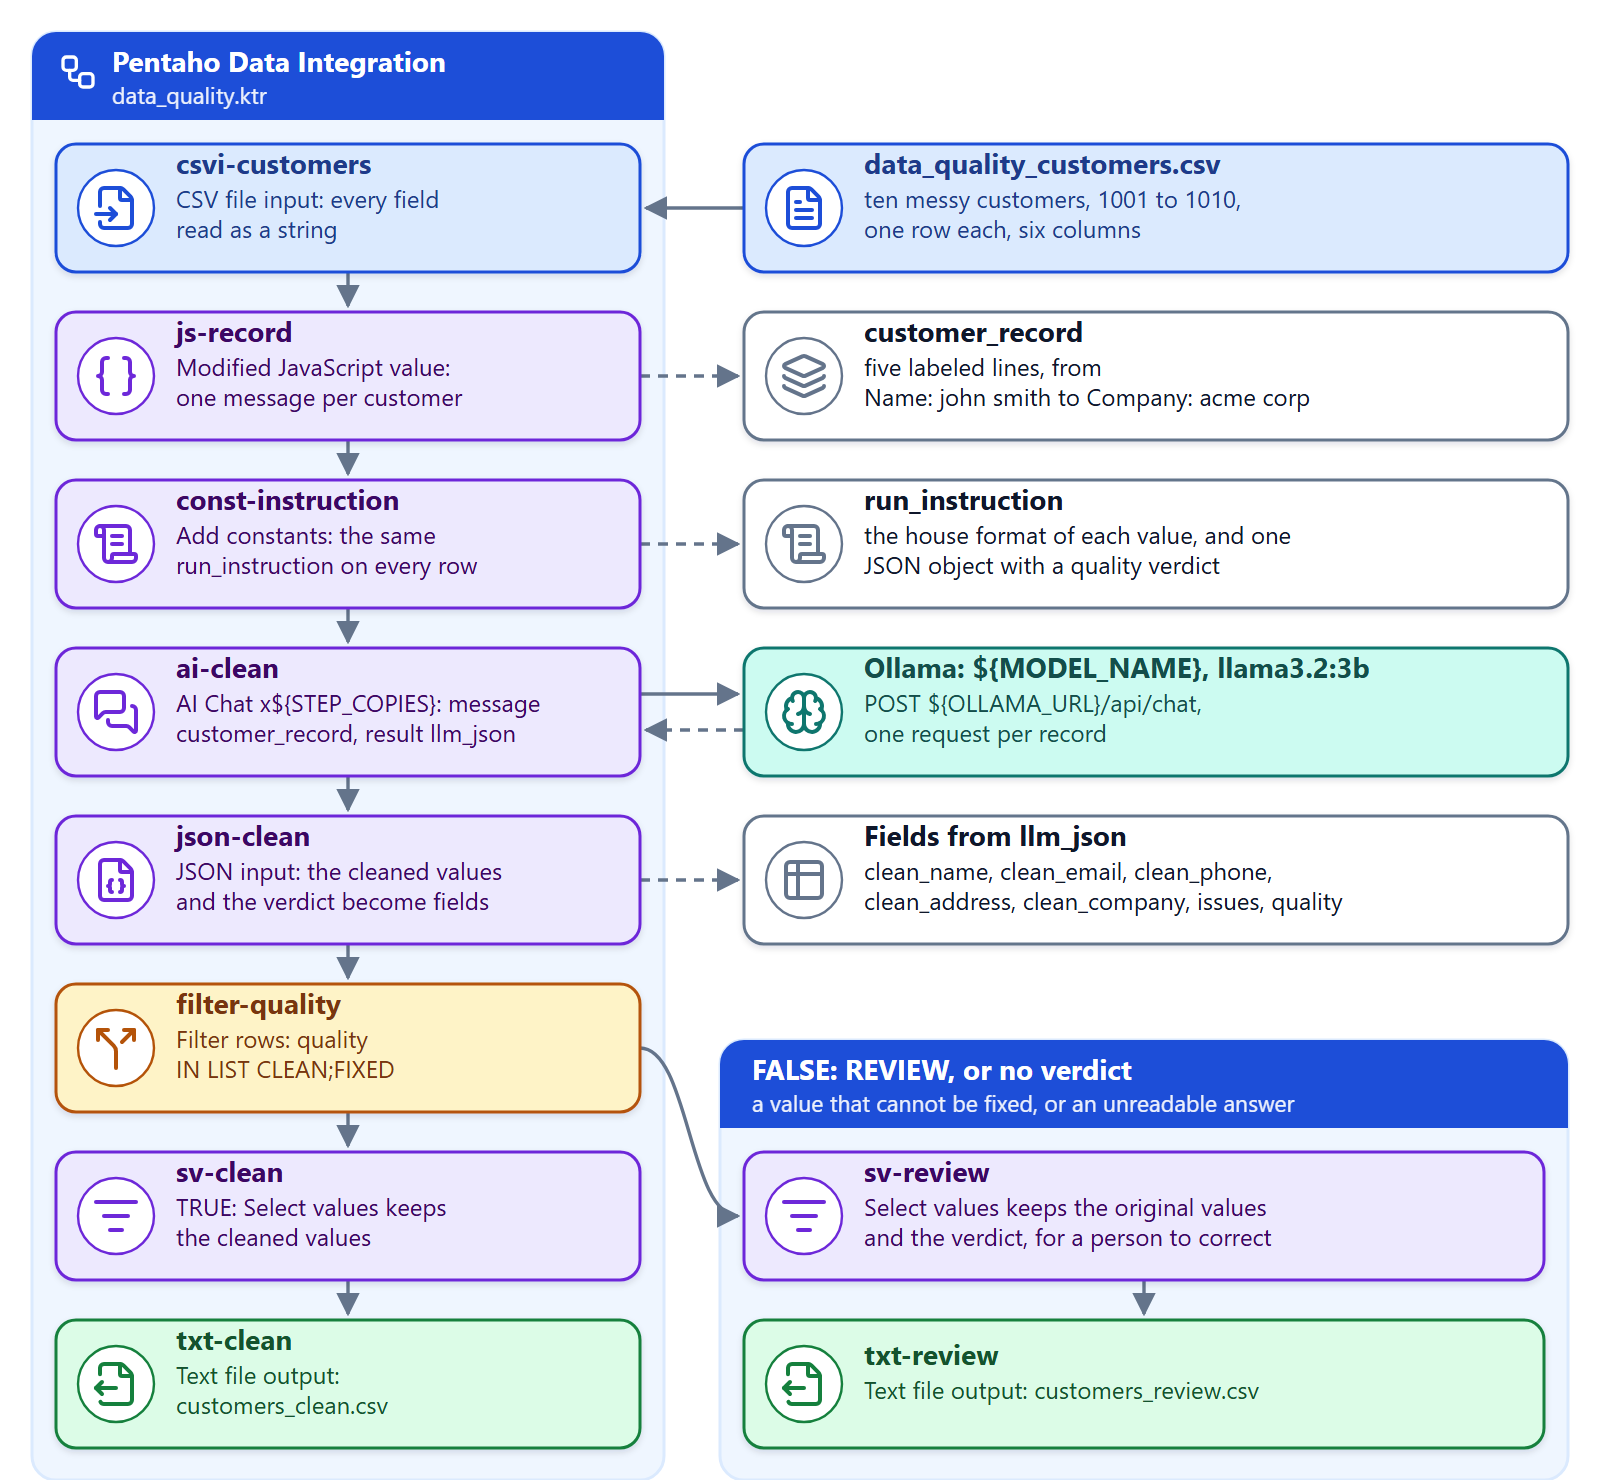 Pentaho Data Integration
data_quality.ktr
csvi-customers
CSV file input: every field
read as a string
data_quality_customers.csv
ten messy customers, 1001 to 1010,
one row each, six columns
js-record
Modified JavaScript value:
one message per customer
customer_record
five labeled lines, from
Name: john smith to Company: acme corp
const-instruction
Add constants: the same
run_instruction on every row
run_instruction
the house format of each value, and one
JSON object with a quality verdict
ai-clean
AI Chat x${STEP_COPIES}: message
customer_record, result llm_json
Ollama: ${MODEL_NAME}, llama3.2:3b
POST ${OLLAMA_URL}/api/chat,
one request per record
json-clean
JSON input: the cleaned values
and the verdict become fields
Fields from llm_json
clean_name, clean_email, clean_phone,
clean_address, clean_company, issues, quality
filter-quality
Filter rows: quality
IN LIST CLEAN;FIXED
FALSE: REVIEW, or no verdict
a value that cannot be fixed, or an unreadable answer
sv-clean
TRUE: Select values keeps
the cleaned values
sv-review
Select values keeps the original values
and the verdict, for a person to correct
txt-clean
Text file output:
customers_clean.csv
txt-review
Text file output: customers_review.csv